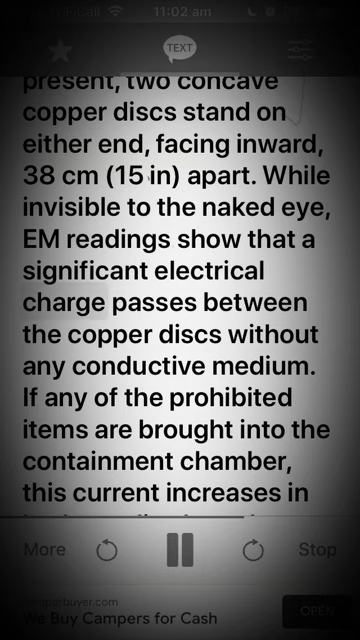 11:02 am
TEXT
present, two concave
copper discs stand on
either end, facing inward,
38 cm (15 in) apart. While
invisible to the naked eye,
EM readings show that a
significant electrical
charge passes between
the copper discs without
any conductive medium.
If any of the prohibited
items are brought into the
containment chamber,
this current increases in
More
Stop
We Buy Campers for Cash
OPEN